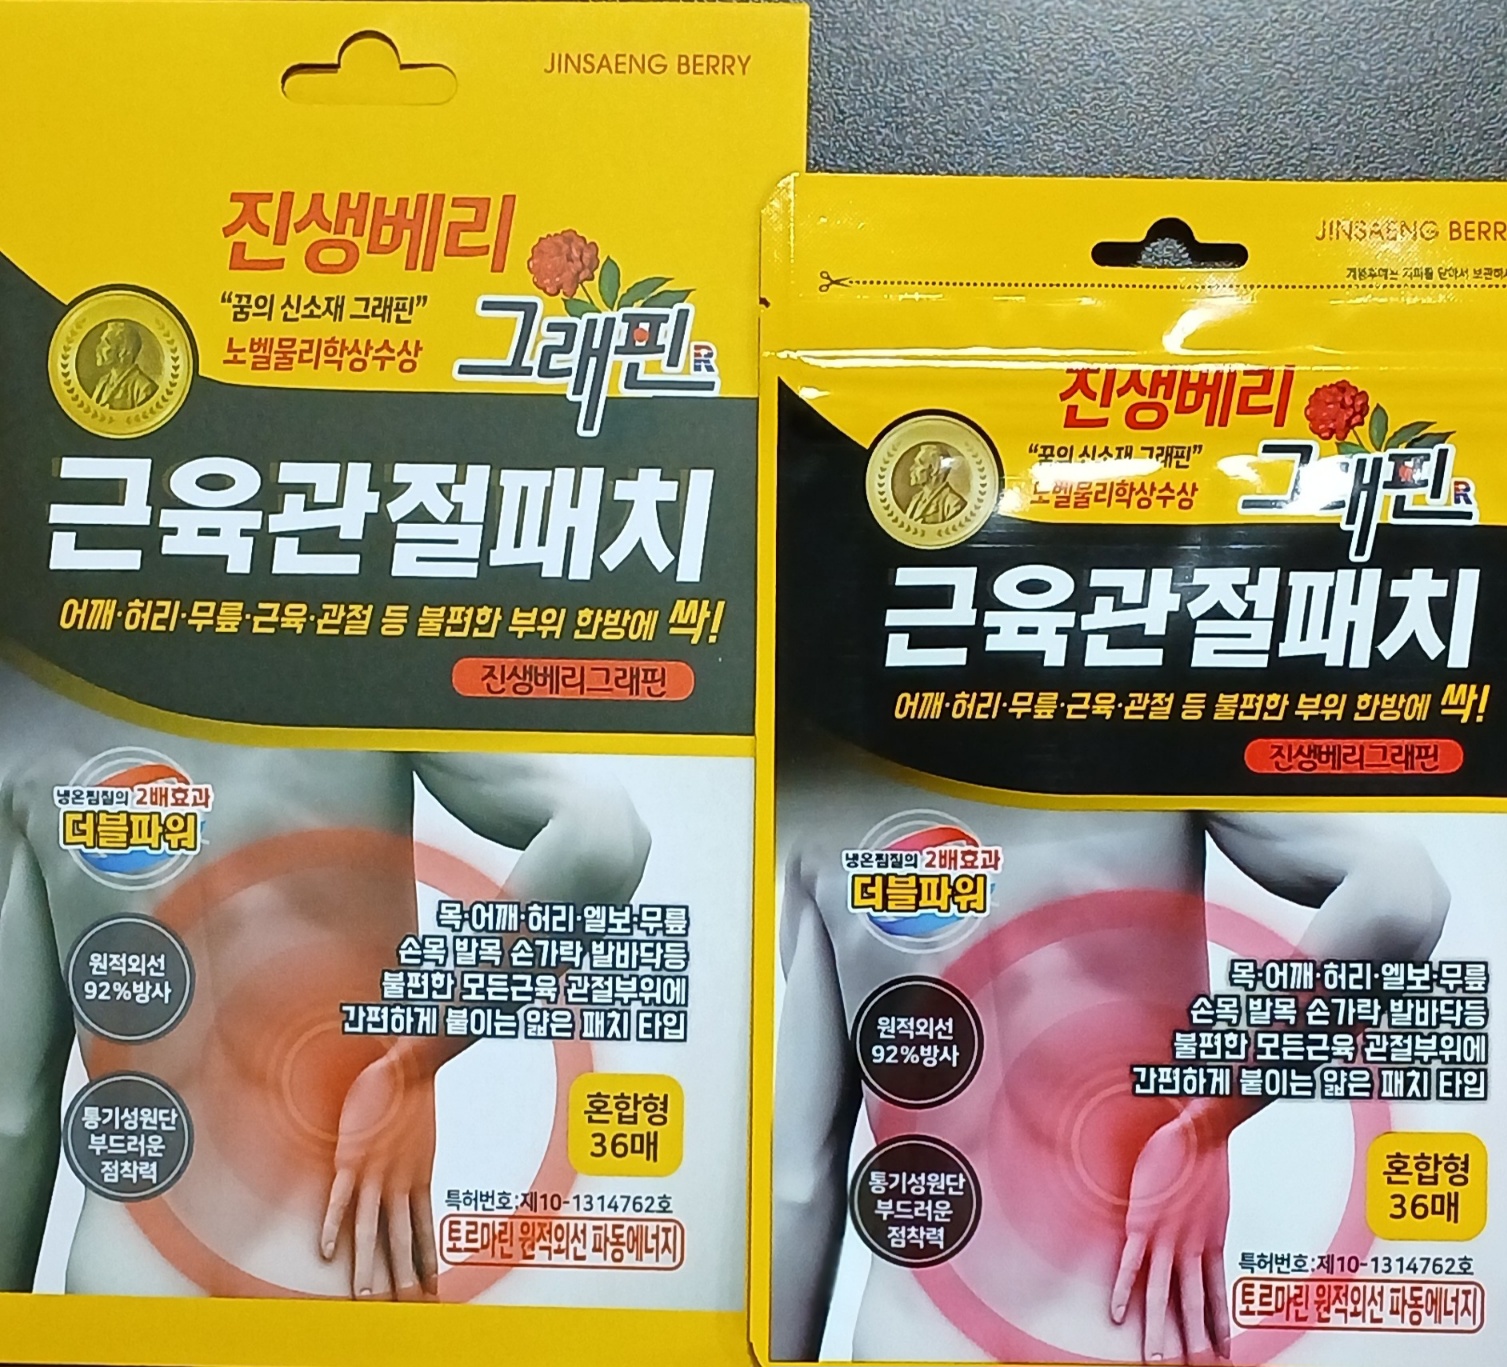 JINSAENG BERRY
진생베리
“꿈의 신소재 그래핀”
노벨물리학상수상
그래핀 R
근육관절패치
어깨·허리·무릎·근육·관절 등 불편한 부위 한방에 싹!
진생베리그래핀
냉온찜질의 2배효과
더블파워
원적외선
92%방사
통기성원단
부드러운
점착력
목·어깨·허리·엘보·무릎
손목 발목 손가락 발바닥등
불편한 모든근육 관절부위에
간편하게 붙이는 얇은 패치 타입
혼합형
36매
특허번호:제10-1314762호
토르마린 원적외선 파동에너지
JINSAENG BERR
개봉후에는 지퍼를 닫아서
진생베리
“꿈의 신소재 그래핀”
노벨물리학상수상
그래핀 R
근육관절패치
어깨·허리·무릎·근육·관절 등 불편한 부위 한방에 싹!
진생베리그래핀
냉온찜질의 2배효과
더블파워
원적외선
92%방사
통기성원단
부드러운
점착력
목·어깨·허리·엘보·무릎
손목 발목 손가락 발바닥등
불편한 모든근육 관절부위에
간편하게 붙이는 얇은 패치 타입
혼합형
36매
특허번호:제10-1314762호
토르마린 원적외선 파동에너지